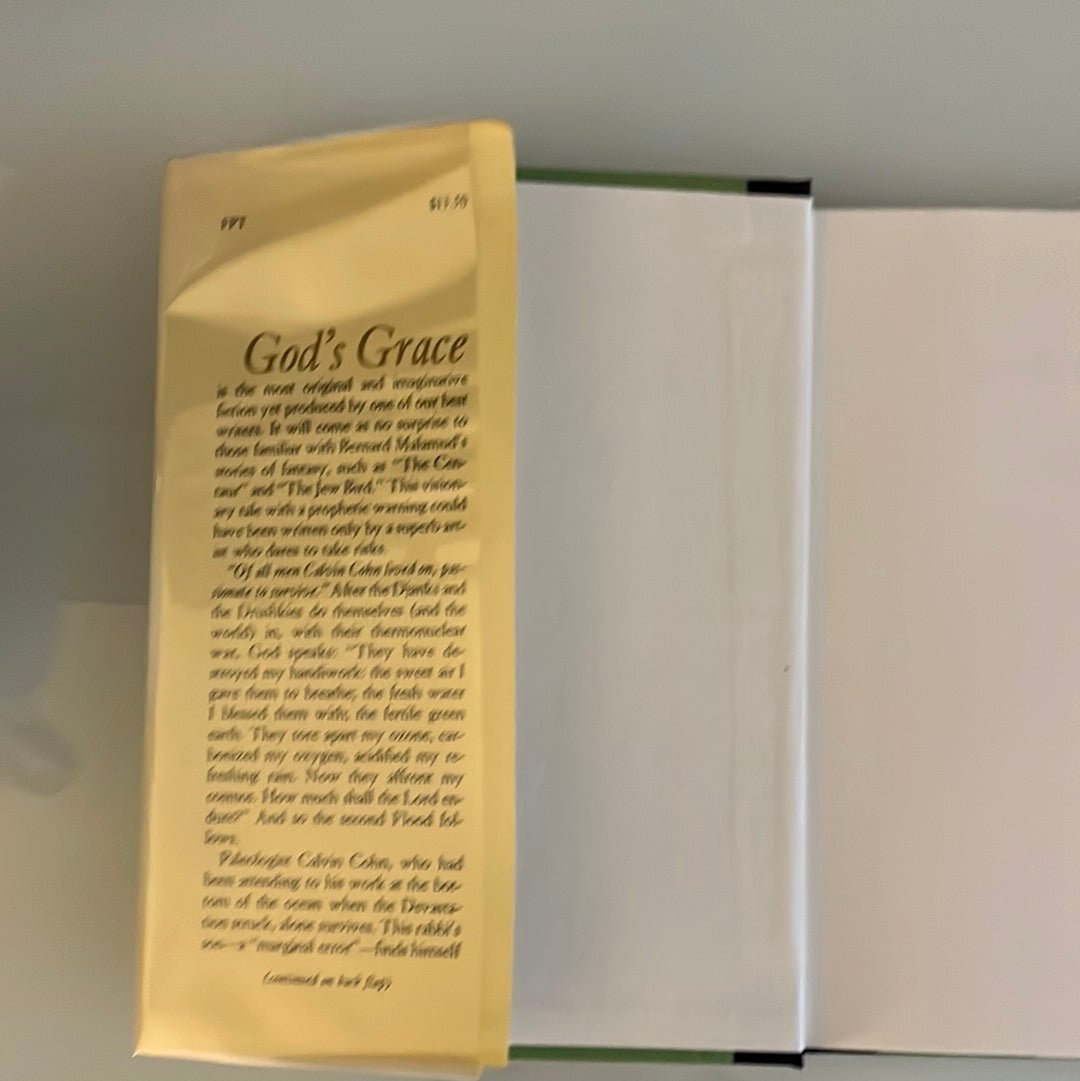 FPT
$13.50
God's Grace
is the most original and imaginative
fiction yet produced by one of our best
writers. It will come as no surprise to
those familiar with Bernard Malamud's
stories of fantasy, such as "The Cen-
taur" and "The Jew Bird." This vision-
ary tale with a prophetic warning could
have been written only by a superb art-
ist who dares to take risks.
"Of all men Calvin Cohn lived on, pas-
sionate to survive." After the Djanks and
the Druzhkies do themselves (and the
world) in, with their thermonuclear
war, God speaks: "They have de-
stroyed my handiwork: the sweet air I
gave them to breathe; the fresh water
I blessed them with; the fertile green
earth. They tore apart my ozone, car-
bonized my oxygen, acidified my re-
freshing rain. Now they affront my
cosmos. How much shall the Lord en-
dure?" And so the second Flood fol-
lows.
Paleologist Calvin Cohn, who had
been attending to his work at the bot-
tom of the ocean when the Devasta-
tion struck, alone survives. This rabbi's
son—a "marginal error"—finds himself
(continued on back flap)